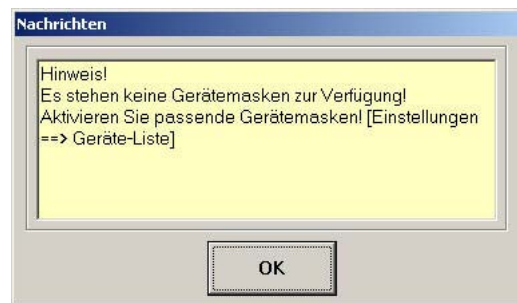 Nachrichten
Hinweis!
Es stehen keine Gerätemasken zur Verfügung!
Aktivieren Sie passende Gerätemasken! [Einstellungen
==> Geräte-Liste]
OK